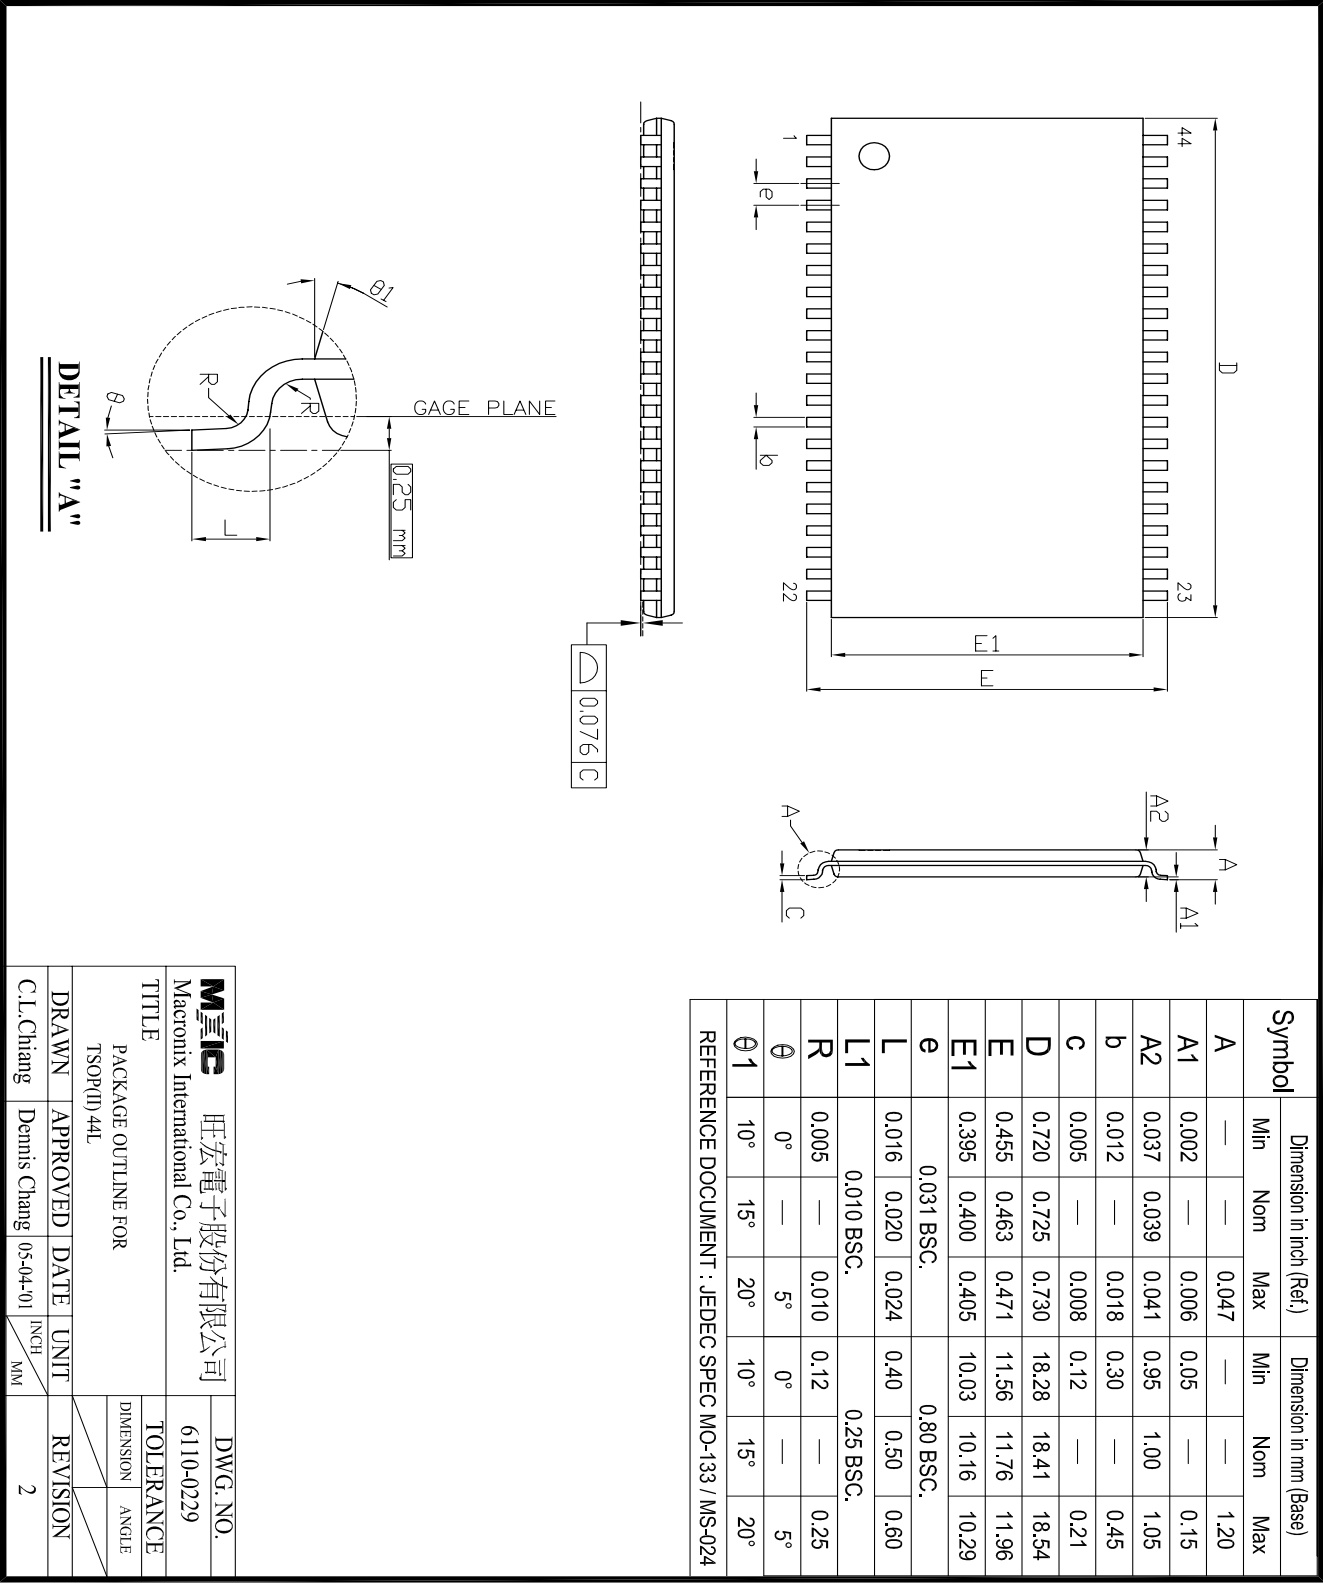 44
23
1
22
D
e
b
E1
E
A2
A
A1
A
C
0.076 C
θ1
R
R
θ
GAGE PLANE
0.25 mm
L
DETAIL "A"
Symbol Dimension in inch (Ref.) Dimension in mm (Base)
Min Nom Max Min Nom Max
A — — 0.047 — — 1.20
A1 0.002 — 0.006 0.05 — 0.15
A2 0.037 0.039 0.041 0.95 1.00 1.05
b 0.012 — 0.018 0.30 — 0.45
c 0.005 — 0.008 0.12 — 0.21
D 0.720 0.725 0.730 18.28 18.41 18.54
E 0.455 0.463 0.471 11.56 11.76 11.96
E1 0.395 0.400 0.405 10.03 10.16 10.29
e 0.031 BSC. 0.80 BSC.
L 0.016 0.020 0.024 0.40 0.50 0.60
L1 0.010 BSC. 0.25 BSC.
R 0.005 — 0.010 0.12 — 0.25
θ 0° — 5° 0° — 5°
θ1 10° 15° 20° 10° 15° 20°
REFERENCE DOCUMENT : JEDEC SPEC MO-133 / MS-024
MXIC 旺宏電子股份有限公司
Macronix International Co., Ltd.
DWG. NO.
6110-0229
TITLE
PACKAGE OUTLINE FOR
TSOP(II) 44L
TOLERANCE
DIMENSION ANGLE
DRAWN APPROVED DATE UNIT REVISION
C.L.Chiang Dennis Chang 05-04-'01 INCH MM 2